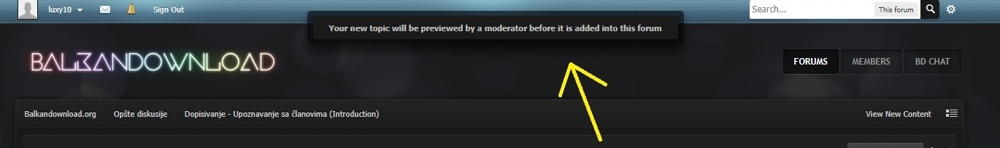 luxy10
Sign Out
Search...
This forum
Your new topic will be previewed by a moderator before it is added into this forum
BALKANDOWNLOAD
FORUMS
MEMBERS
BD CHAT
Balkandownload.org
Opšte diskusije
Dopisivanje - Upoznavanje sa članovima (Introduction)
View New Content